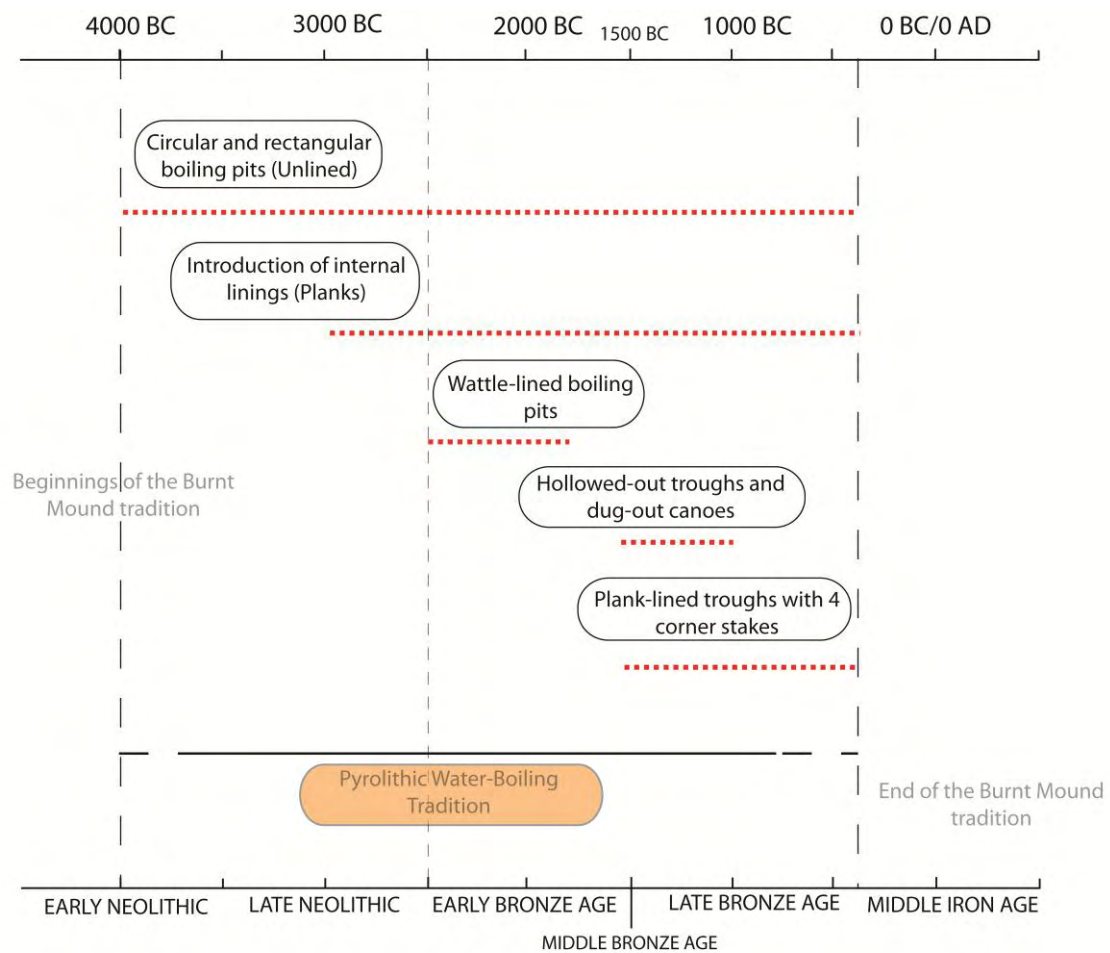 4000 BC 3000 BC 2000 BC 1500 BC 1000 BC 0 BC/0 AD
Circular and rectangular
boiling pits (Unlined)
Introduction of internal
linings (Planks)
Wattle-lined boiling
pits
Beginnings of the Burnt
Mound tradition
Hollowed-out troughs and
dug-out canoes
Plank-lined troughs with 4
corner stakes
Pyrolithic Water-Boiling
Tradition
End of the Burnt Mound
tradition
EARLY NEOLITHIC LATE NEOLITHIC EARLY BRONZE AGE LATE BRONZE AGE MIDDLE IRON AGE
MIDDLE BRONZE AGE